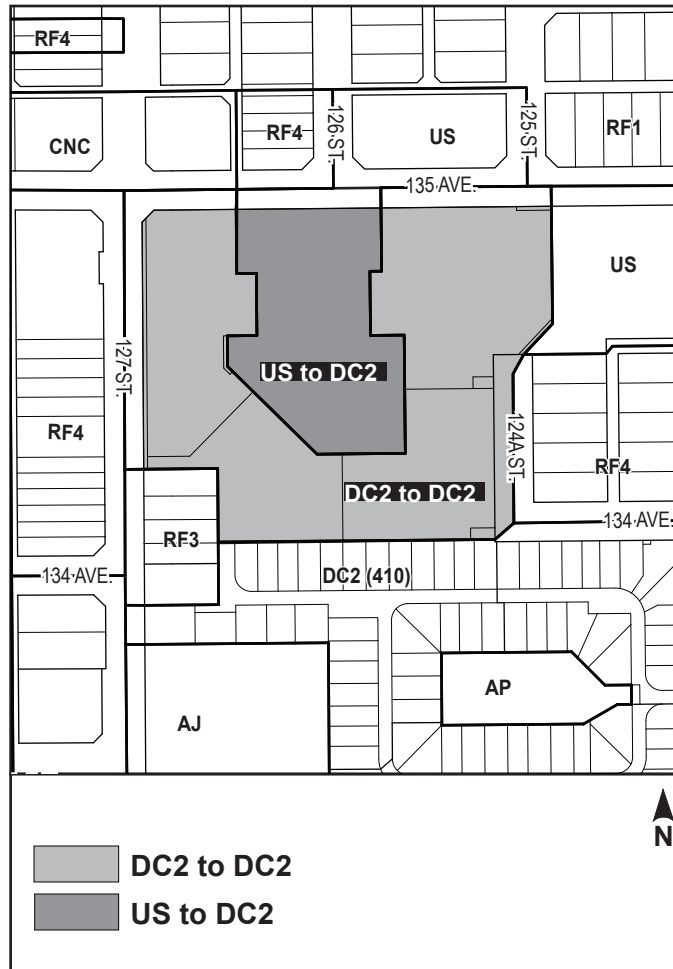 RF4
CNC
RF4
126 ST.
US
125 ST.
RF1
135 AVE.
US
127 ST.
US to DC2
RF4
124A ST.
RF4
DC2 to DC2
RF3
134 AVE.
134 AVE.
DC2 (410)
AP
AJ
N
DC2 to DC2
US to DC2